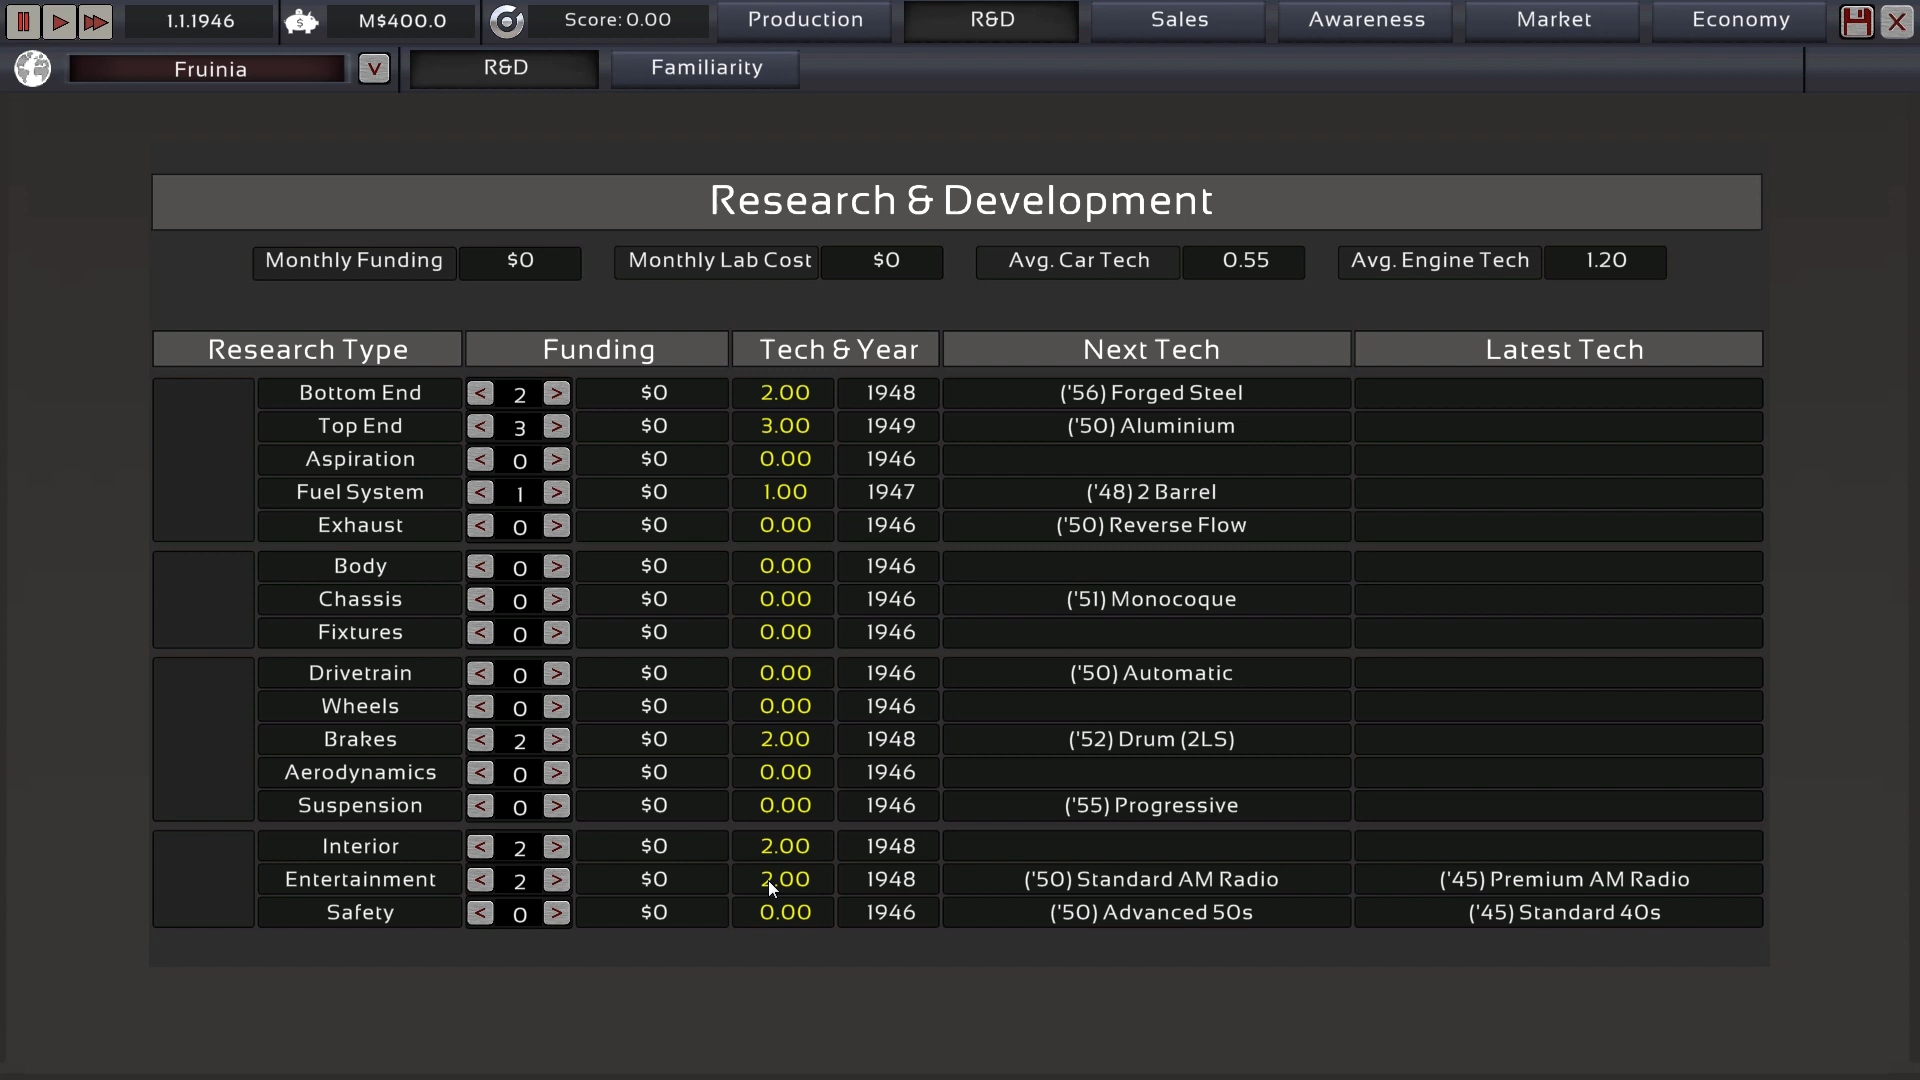 1.1.1946 M$400.0 Score: 0.00 Production R&D Sales Awareness Market Economy
Fruinia V R&D Familiarity
Research & Development
Monthly Funding $0 Monthly Lab Cost $0 Avg. Car Tech 0.55 Avg. Engine Tech 1.20
Research Type Funding Tech & Year Next Tech Latest Tech
Bottom End < 2 > $0 2.00 1948 ('56) Forged Steel
Top End < 3 > $0 3.00 1949 ('50) Aluminium
Aspiration < 0 > $0 0.00 1946
Fuel System < 1 > $0 1.00 1947 ('48) 2 Barrel
Exhaust < 0 > $0 0.00 1946 ('50) Reverse Flow
Body < 0 > $0 0.00 1946
Chassis < 0 > $0 0.00 1946 ('51) Monocoque
Fixtures < 0 > $0 0.00 1946
Drivetrain < 0 > $0 0.00 1946 ('50) Automatic
Wheels < 0 > $0 0.00 1946
Brakes < 2 > $0 2.00 1948 ('52) Drum (2LS)
Aerodynamics < 0 > $0 0.00 1946
Suspension < 0 > $0 0.00 1946 ('55) Progressive
Interior < 2 > $0 2.00 1948
Entertainment < 2 > $0 2.00 1948 ('50) Standard AM Radio ('45) Premium AM Radio
Safety < 0 > $0 0.00 1946 ('50) Advanced 50s ('45) Standard 40s